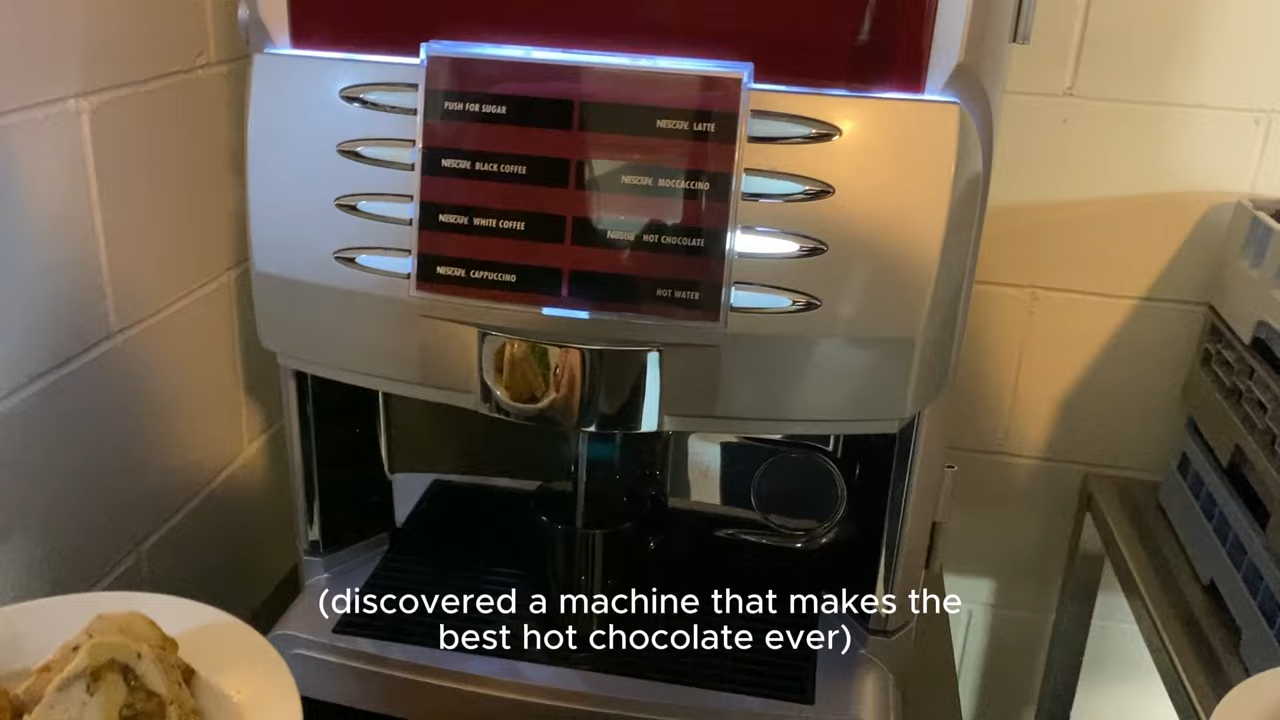 PUSH FOR SUGAR
NESCAFÉ. LATTE
NESCAFÉ. BLACK COFFEE
NESCAFÉ. MOCCACCINO
NESCAFÉ. WHITE COFFEE
Nestlé HOT CHOCOLATE
NESCAFÉ. CAPPUCCINO
HOT WATER
(discovered a machine that makes the
best hot chocolate ever)